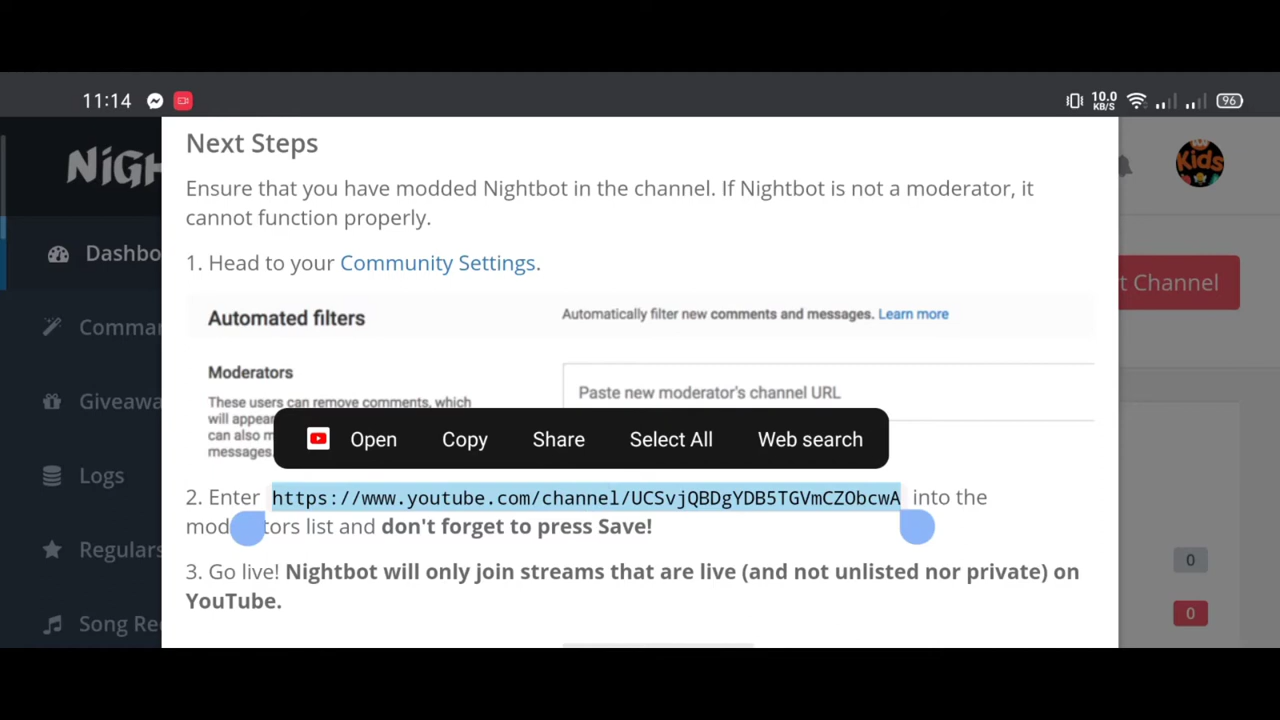 11:14
10.0
KB/S
96
NiGH
Kids
Next Steps
Ensure that you have modded Nightbot in the channel. If Nightbot is not a moderator, it
cannot function properly.
1. Head to your Community Settings.
Dashbo
t Channel
Automated filters
Automatically filter new comments and messages. Learn more
Comma
Moderators
Paste new moderator's channel URL
These users can remove comments, which
will appear
can also m
messages.
Giveawa
Open Copy Share Select All Web search
Logs
2. Enter https://www.youtube.com/channel/UCSvjQBDgYDB5TGVmCZObcwA into the
moderators list and don't forget to press Save!
Regulars
0
3. Go live! Nightbot will only join streams that are live (and not unlisted nor private) on
YouTube.
Song Re
0